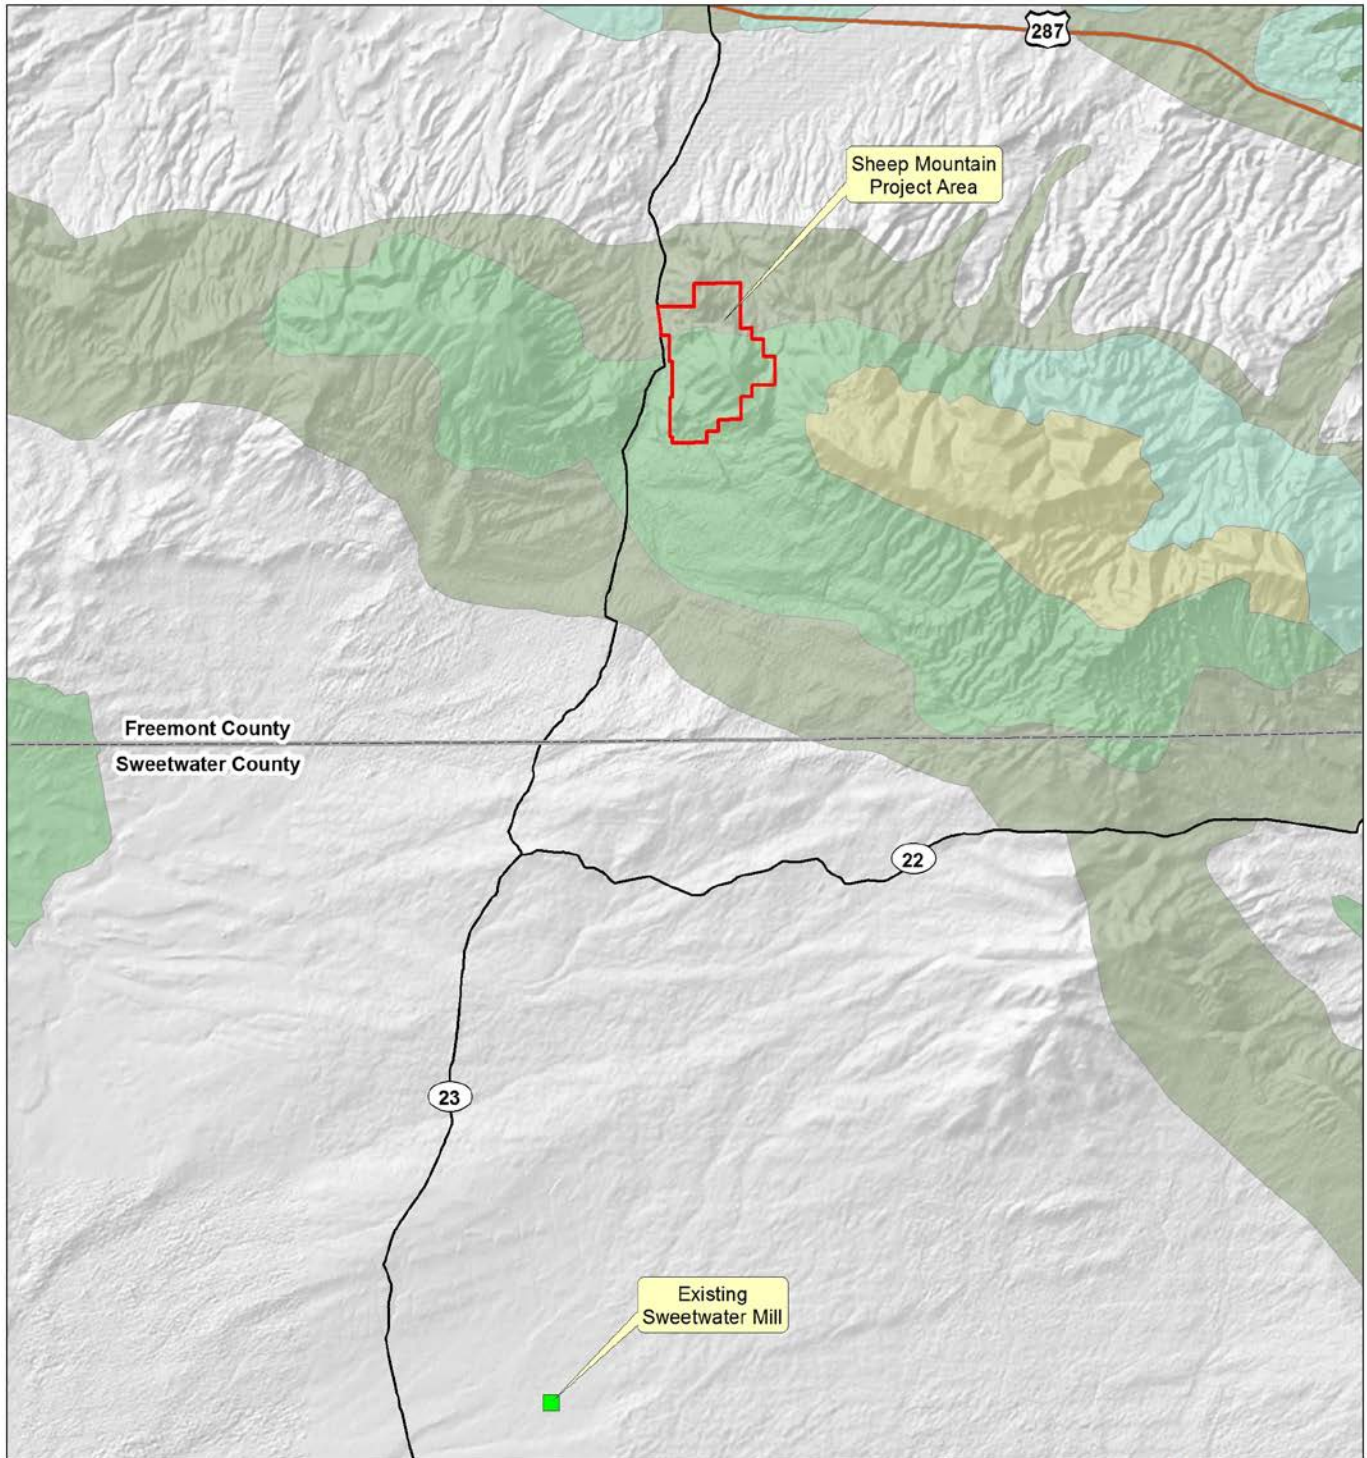 287
Sheep Mountain
Project Area
Freemont County
Sweetwater County
22
23
Existing
Sweetwater Mill